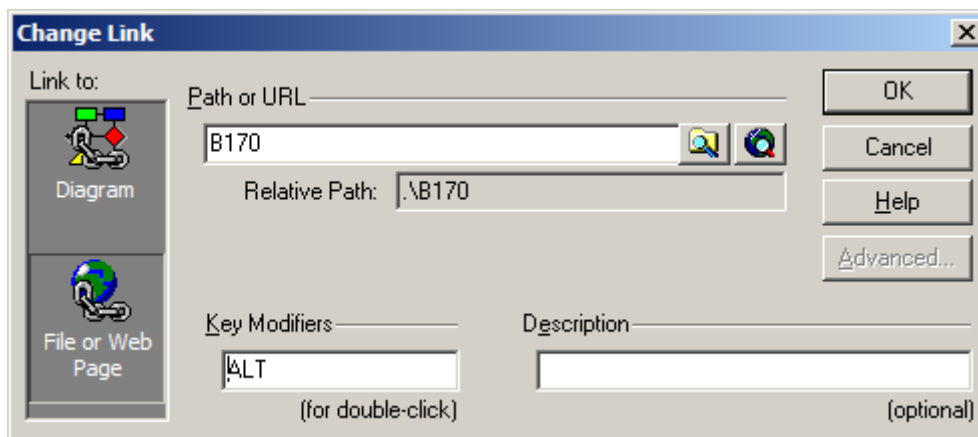 Change Link
Link to:
Diagram
File or Web
Page
Path or URL
B170
Relative Path: .\B170
Key Modifiers
ALT
(for double-click)
Description
(optional)
OK
Cancel
Help
Advanced...